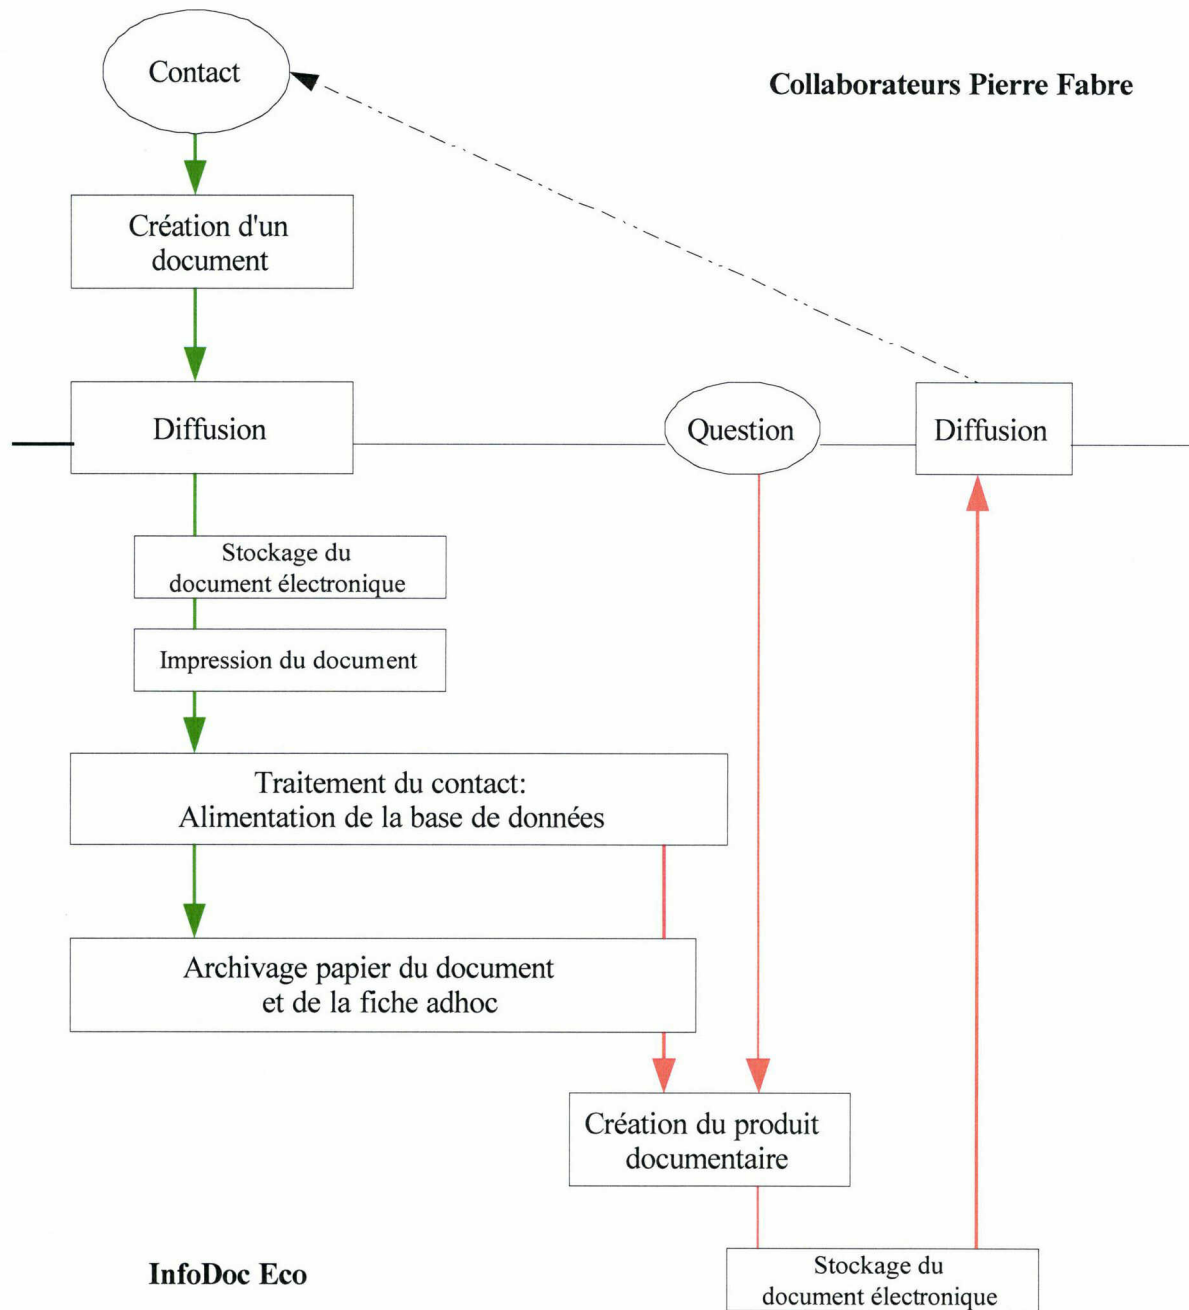 Contact
Collaborateurs Pierre Fabre
Création d'un
document
Diffusion
Question
Diffusion
Stockage du
document électronique
Impression du document
Traitement du contact:
Alimentation de la base de données
Archivage papier du document
et de la fiche adhoc
Création du produit
documentaire
InfoDoc Eco
Stockage du
document électronique